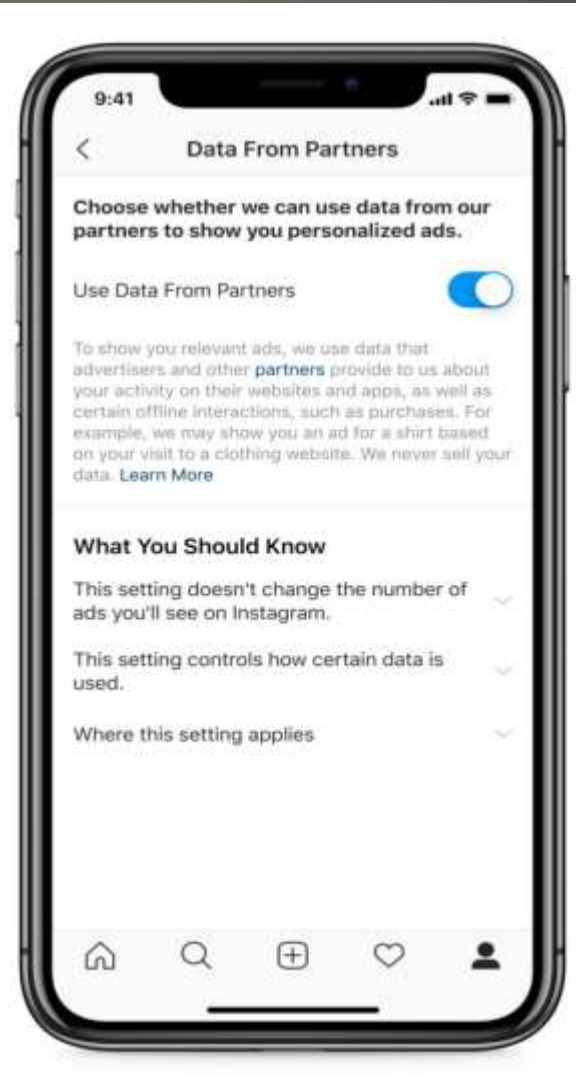 9:41
Data From Partners
Choose whether we can use data from our
partners to show you personalized ads.
Use Data From Partners
To show you relevant ads, we use data that
advertisers and other partners provide to us about
your activity on their websites and apps, as well as
certain offline interactions, such as purchases. For
example, we may show you an ad for a shirt based
on your visit to a clothing website. We never sell your
data. Learn More
What You Should Know
This setting doesn't change the number of
ads you'll see on Instagram.
This setting controls how certain data is
used.
Where this setting applies